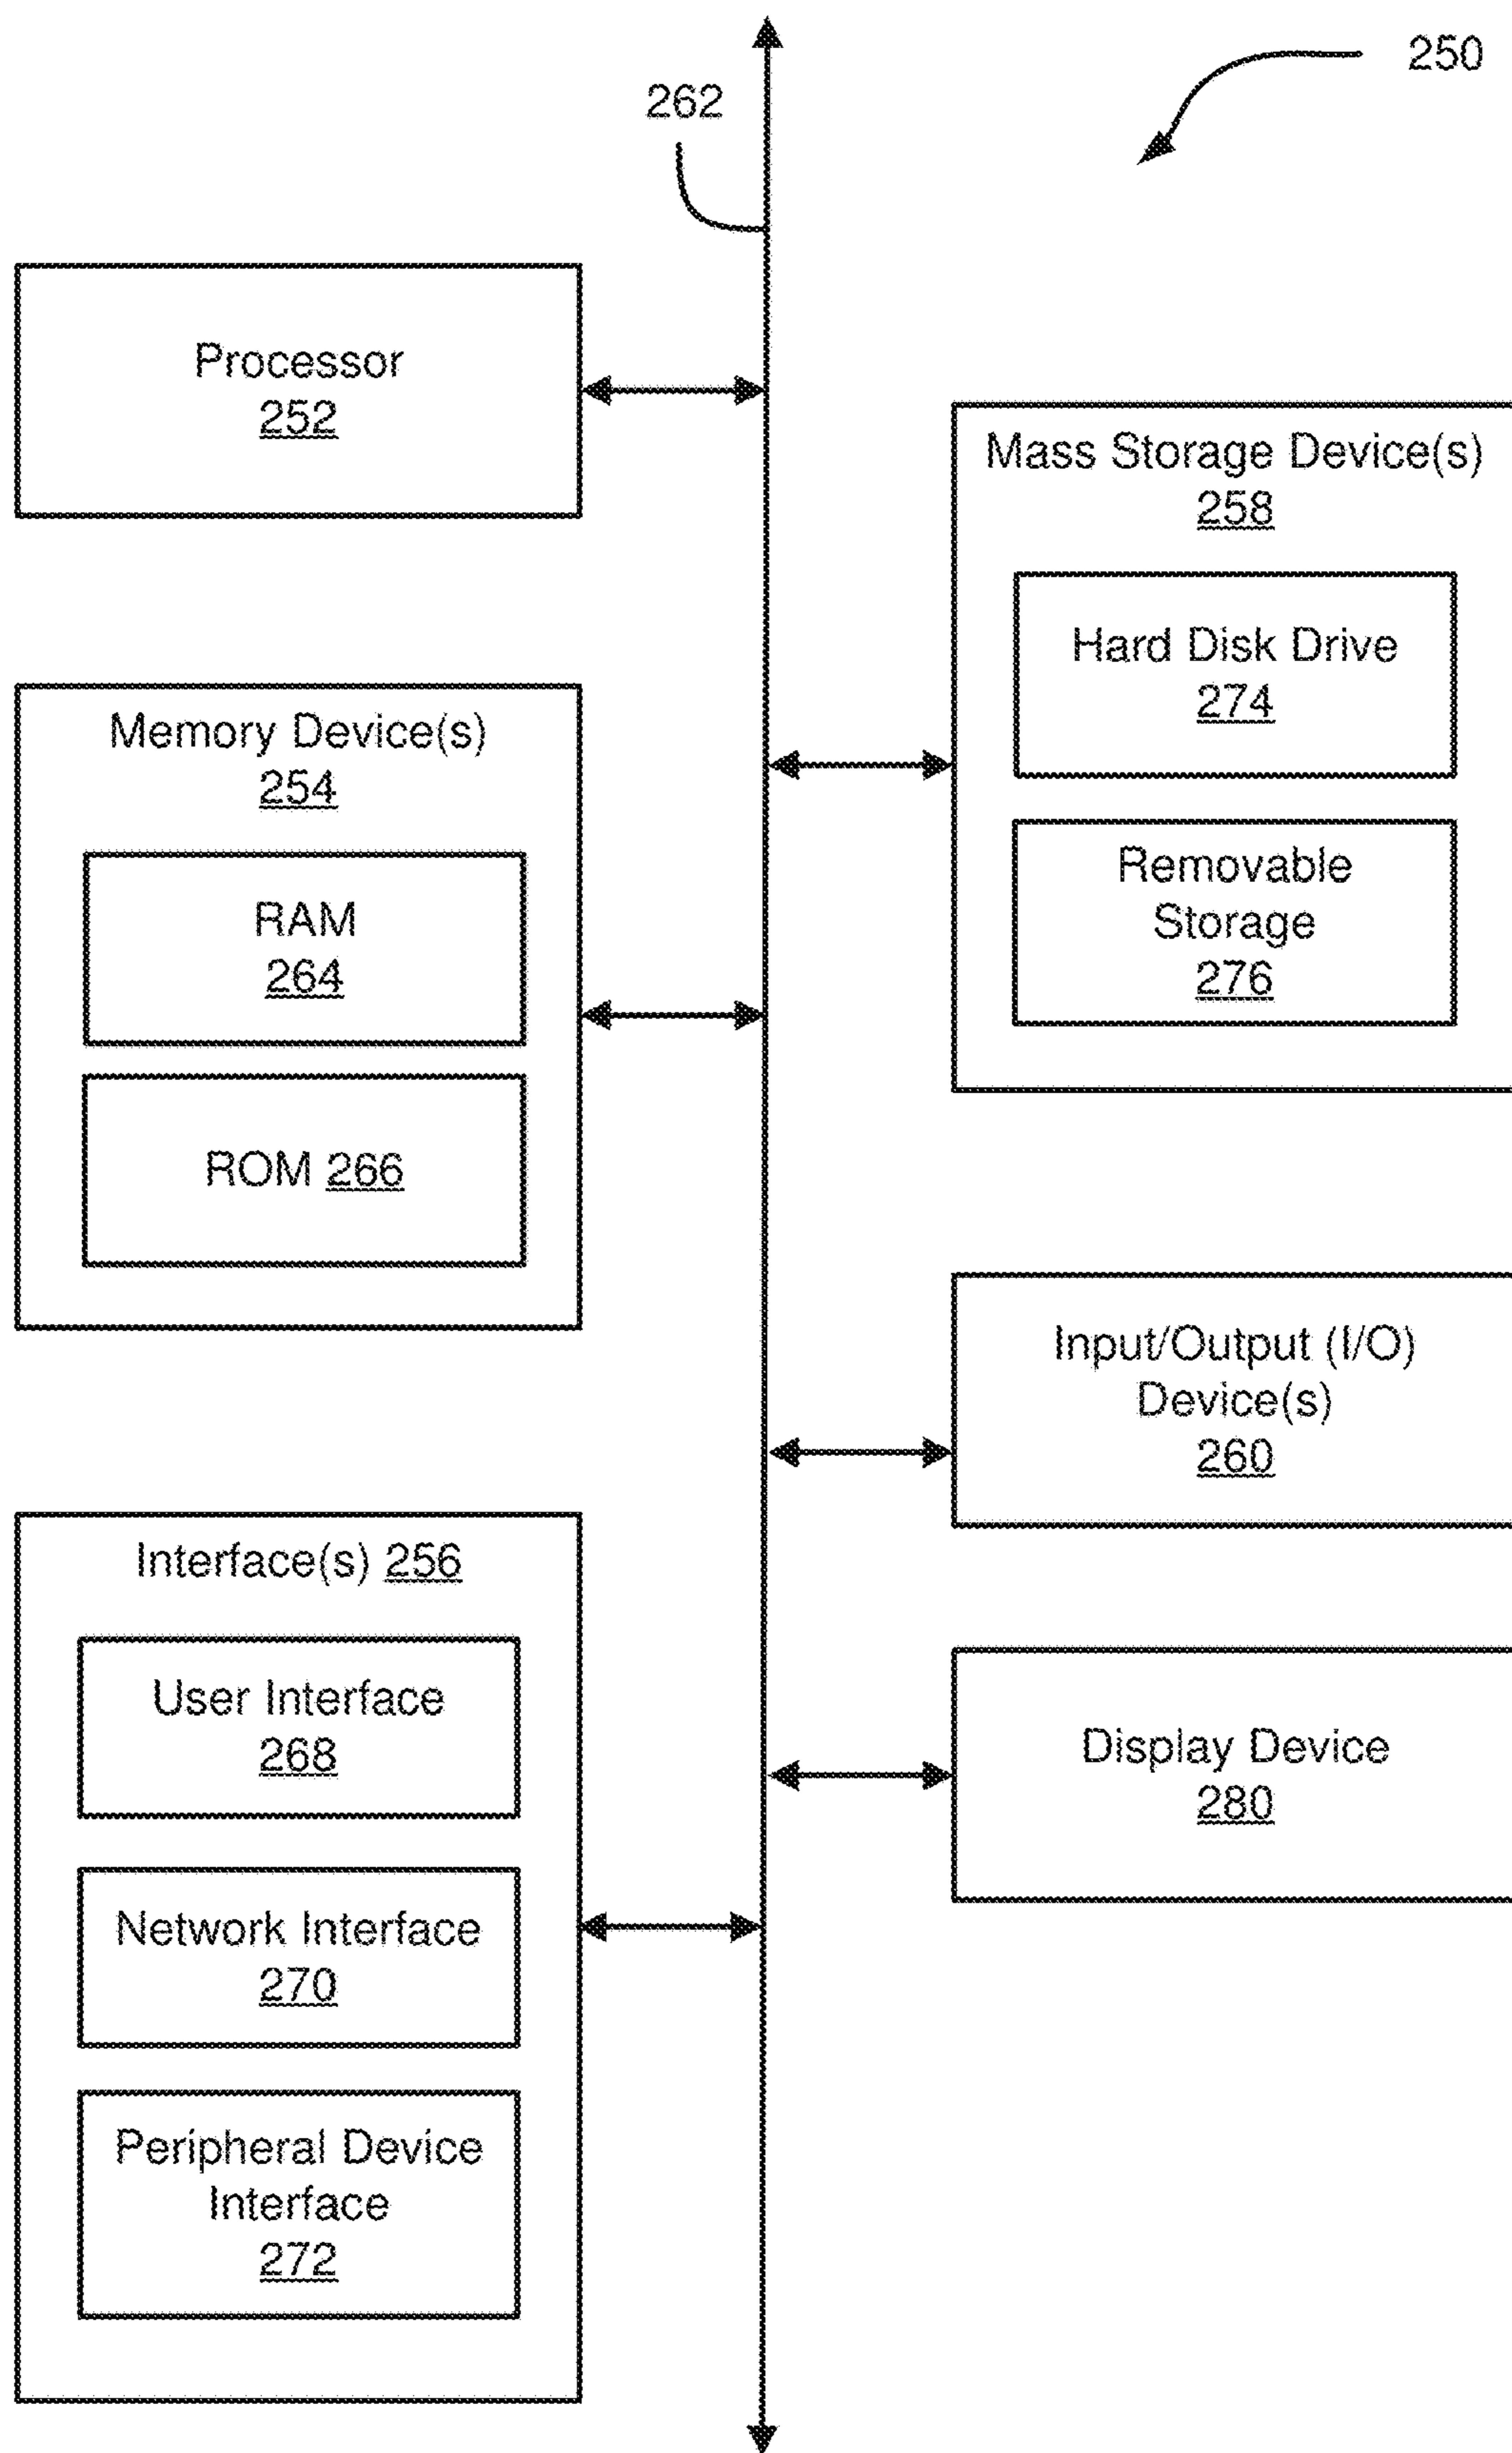 250
262
Processor
252
Mass Storage Device(s)
258
Hard Disk Drive
274
Removable
Storage
276
Memory Device(s)
254
RAM
264
ROM 266
Input/Output (I/O)
Device(s)
260
Interface(s) 256
User Interface
268
Network Interface
270
Peripheral Device
Interface
272
Display Device
280